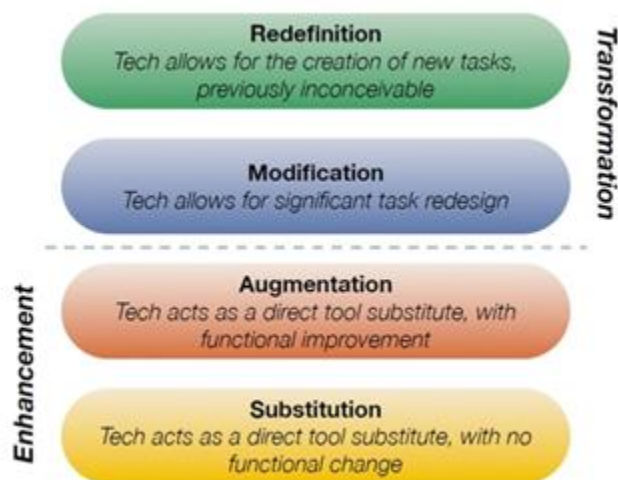 Redefinition
Tech allows for the creation of new tasks,
previously inconceivable
Modification
Tech allows for significant task redesign
Transformation
Augmentation
Tech acts as a direct tool substitute, with
functional improvement
Substitution
Tech acts as a direct tool substitute, with no
functional change
Enhancement